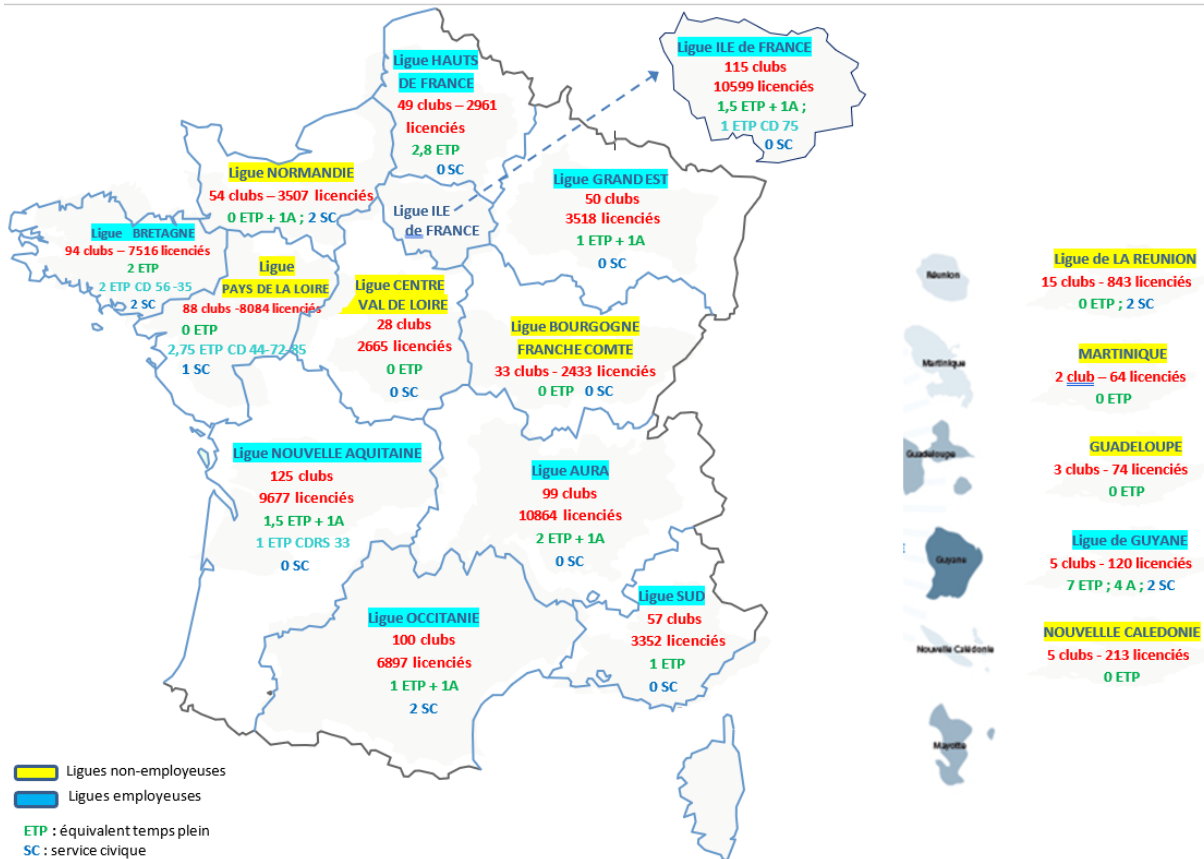 Ligue HAUTS
DE FRANCE
49 clubs – 2961
licenciés
2,8 ETP
0 SC
Ligue ILE de FRANCE
115 clubs
10599 licenciés
1,5 ETP + 1A ;
1 ETP CD 75
0 SC
Ligue NORMANDIE
54 clubs – 3507 licenciés
0 ETP + 1A ; 2 SC
Ligue ILE
de FRANCE
Ligue GRAND EST
50 clubs
3518 licenciés
1 ETP + 1A
0 SC
Ligue BRETAGNE
94 clubs – 7516 licenciés
2 ETP
2 ETP CD 56 -35
2 SC
Ligue
PAYS DE LA LOIRE
88 clubs -8084 licenciés
0 ETP
2,75 ETP CD 44-72-85
1 SC
Ligue CENTRE
VAL DE LOIRE
28 clubs
2665 licenciés
0 ETP
0 SC
Ligue BOURGOGNE
FRANCHE COMTE
33 clubs - 2433 licenciés
0 ETP 0 SC
Ligue NOUVELLE AQUITAINE
125 clubs
9677 licenciés
1,5 ETP + 1A
1 ETP CDRS 33
0 SC
Ligue AURA
99 clubs
10864 licenciés
2 ETP + 1A
0 SC
Ligue OCCITANIE
100 clubs
6897 licenciés
1 ETP + 1A
2 SC
Ligue SUD
57 clubs
3352 licenciés
1 ETP
0 SC
Réunion
Ligue de LA REUNION
15 clubs - 843 licenciés
0 ETP ; 2 SC
Martinique
MARTINIQUE
2 club – 64 licenciés
0 ETP
Guadeloupe
GUADELOUPE
3 clubs - 74 licenciés
0 ETP
E
Guyane
Ligue de GUYANE
5 clubs - 120 licenciés
7 ETP ; 4 A ; 2 SC
Nouvelle Calédonie
NOUVELLLE CALEDONIE
5 clubs - 213 licenciés
0 ETP
Mayotte
Ligues non-employeuses
Ligues employeuses
ETP : équivalent temps plein
SC : service civique